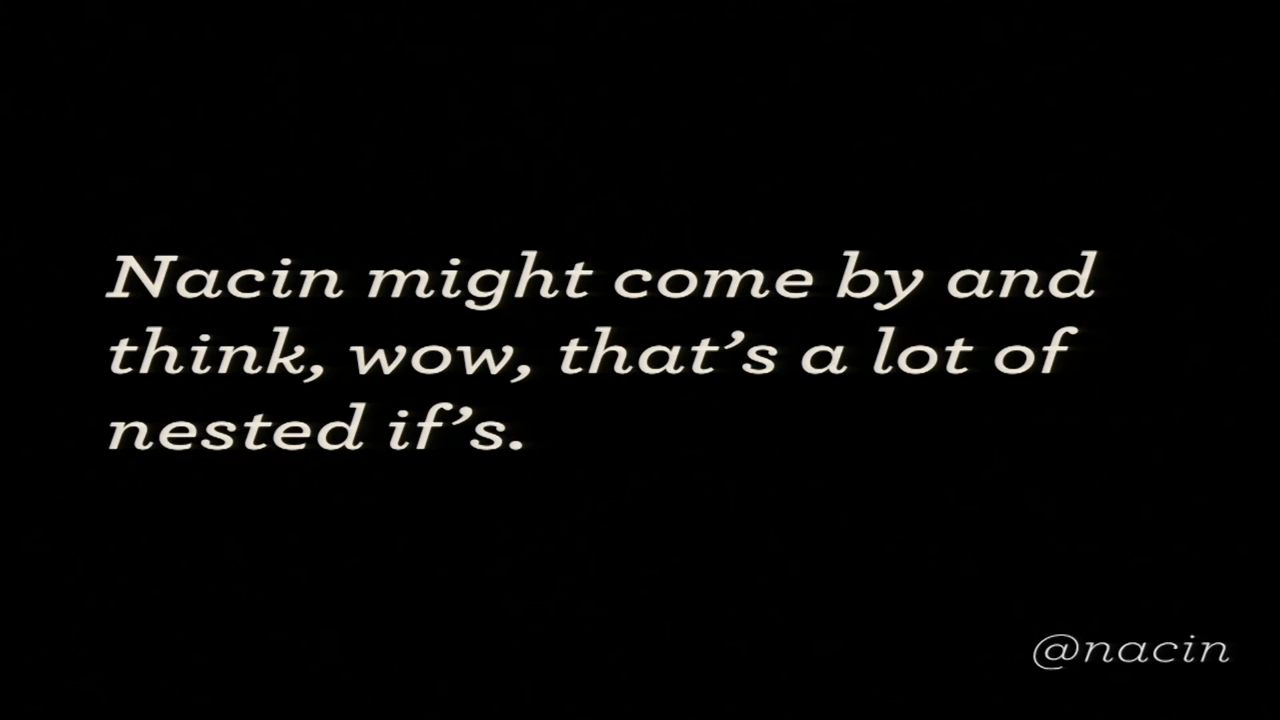 Nacin might come by and
think, wow, that’s a lot of
nested if’s.
@nacin